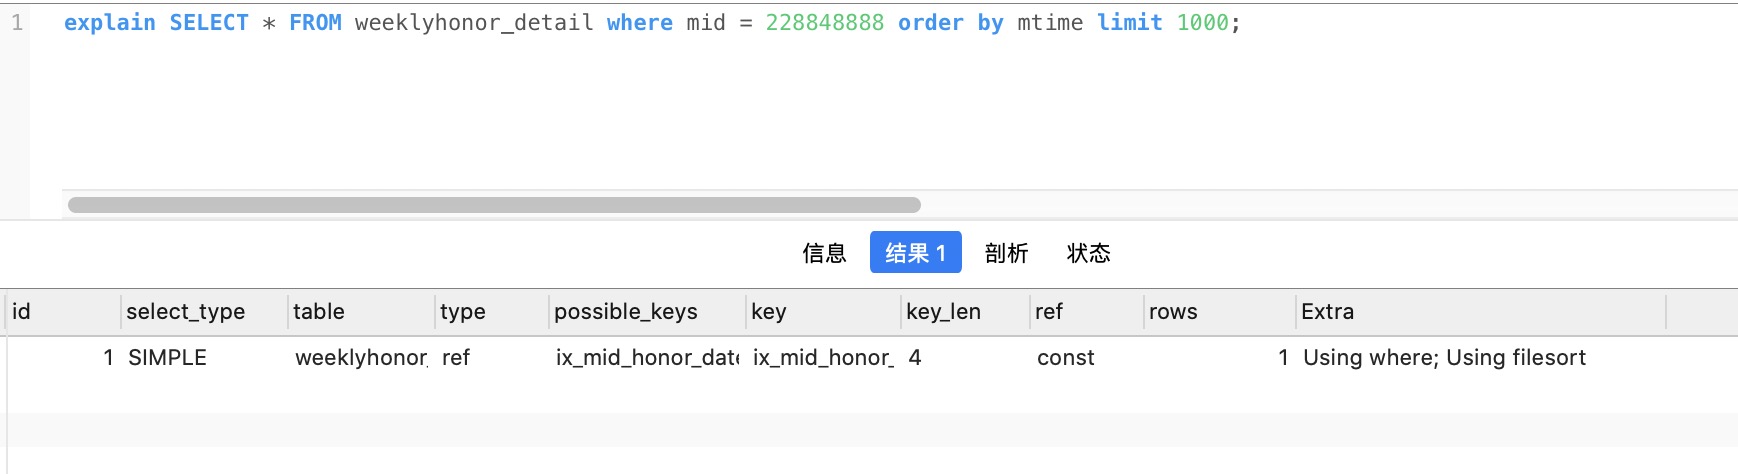 1 explain SELECT * FROM weeklyhonor_detail where mid = 228848888 order by mtime limit 1000;
信息 结果 1 剖析 状态
id select_type table type possible_keys key key_len ref rows Extra
1 SIMPLE weeklyhonor_ ref ix_mid_honor_date ix_mid_honor_ 4 const 1 Using where; Using filesort